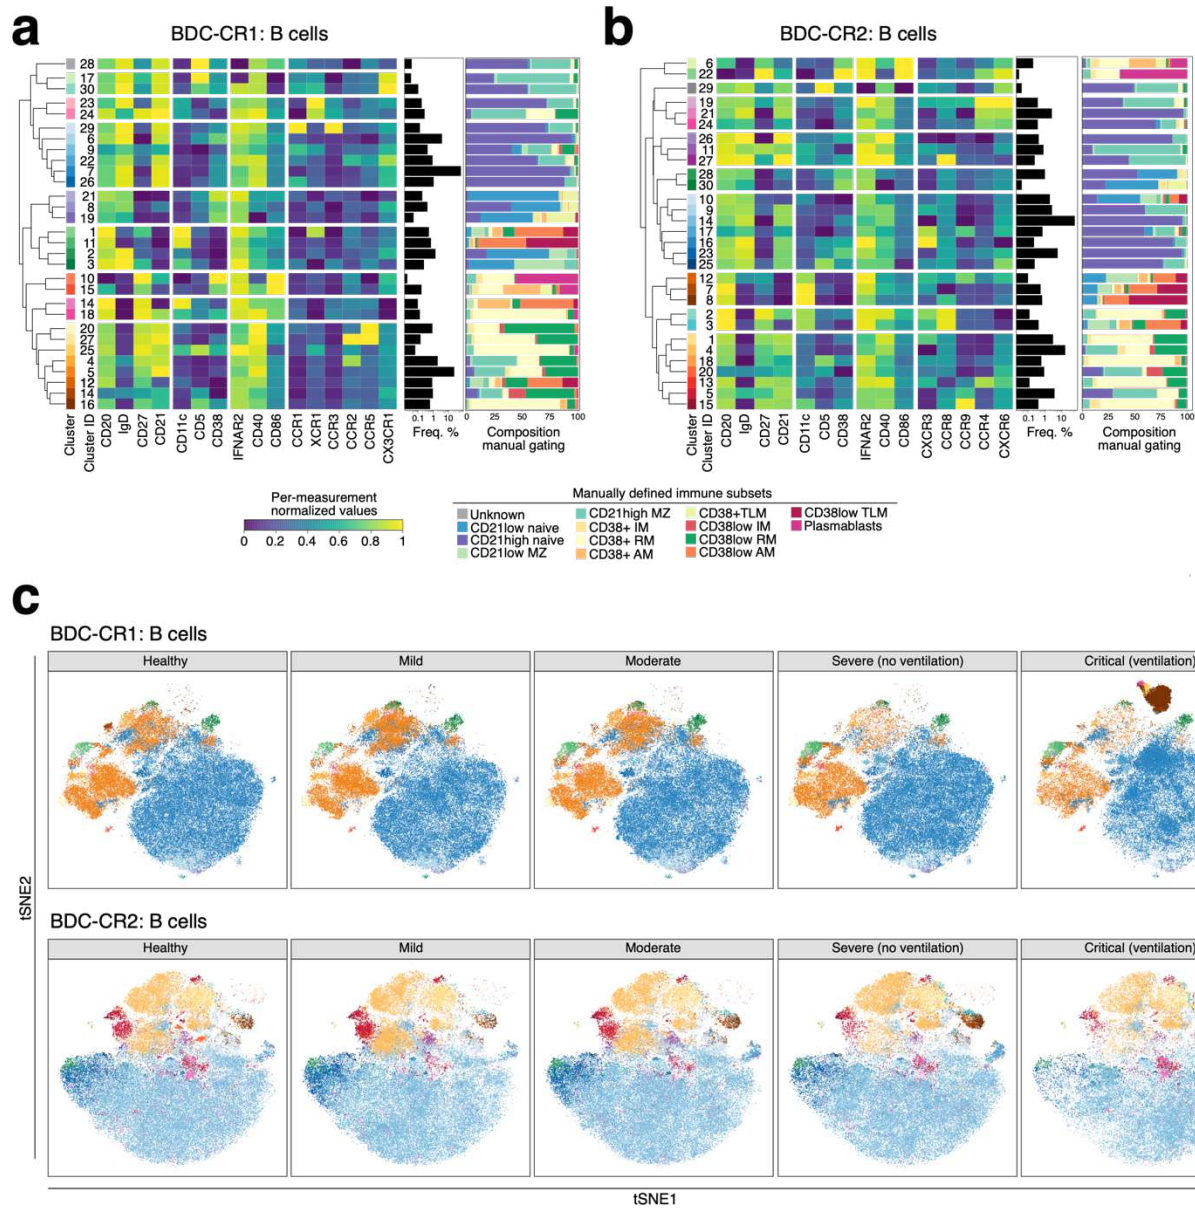 a
BDC-CR1: B cells
28
17
30
23
24
29
6
9
22
7
26
21
8
19
1
11
2
3
10
15
14
18
20
27
25
4
5
12
14
16
Cluster
Cluster ID
CD20
IgD
CD27
CD21
CD11c
CD5
CD38
IFNAR2
CD40
CD86
CCR1
XCR1
CCR3
CCR2
CCR5
CX3CR1
0.1 1 10
Freq. %
0 25 50 75 100
Composition
manual gating
b
BDC-CR2: B cells
6
22
29
19
21
24
26
11
27
28
30
10
9
14
17
16
23
25
12
7
8
2
3
1
4
18
20
13
5
15
Cluster
Cluster ID
CD20
IgD
CD27
CD21
CD11c
CD5
CD38
IFNAR2
CD40
CD86
CXCR3
CCR8
CCR9
CCR4
CXCR6
0.1 1 10
Freq. %
0 25 50 75 100
Composition
manual gating
Per-measurement
normalized values
0 0.2 0.4 0.6 0.8 1
Manually defined immune subsets
Unknown
CD21low naive
CD21high naive
CD21low MZ
CD21high MZ
CD38+ IM
CD38+ RM
CD38+ AM
CD38+TLM
CD38low IM
CD38low RM
CD38low AM
CD38low TLM
Plasmablasts
c
BDC-CR1: B cells
Healthy
Mild
Moderate
Severe (no ventilation)
Critical (ventilation)
BDC-CR2: B cells
Healthy
Mild
Moderate
Severe (no ventilation)
Critical (ventilation)
tSNE2
tSNE1